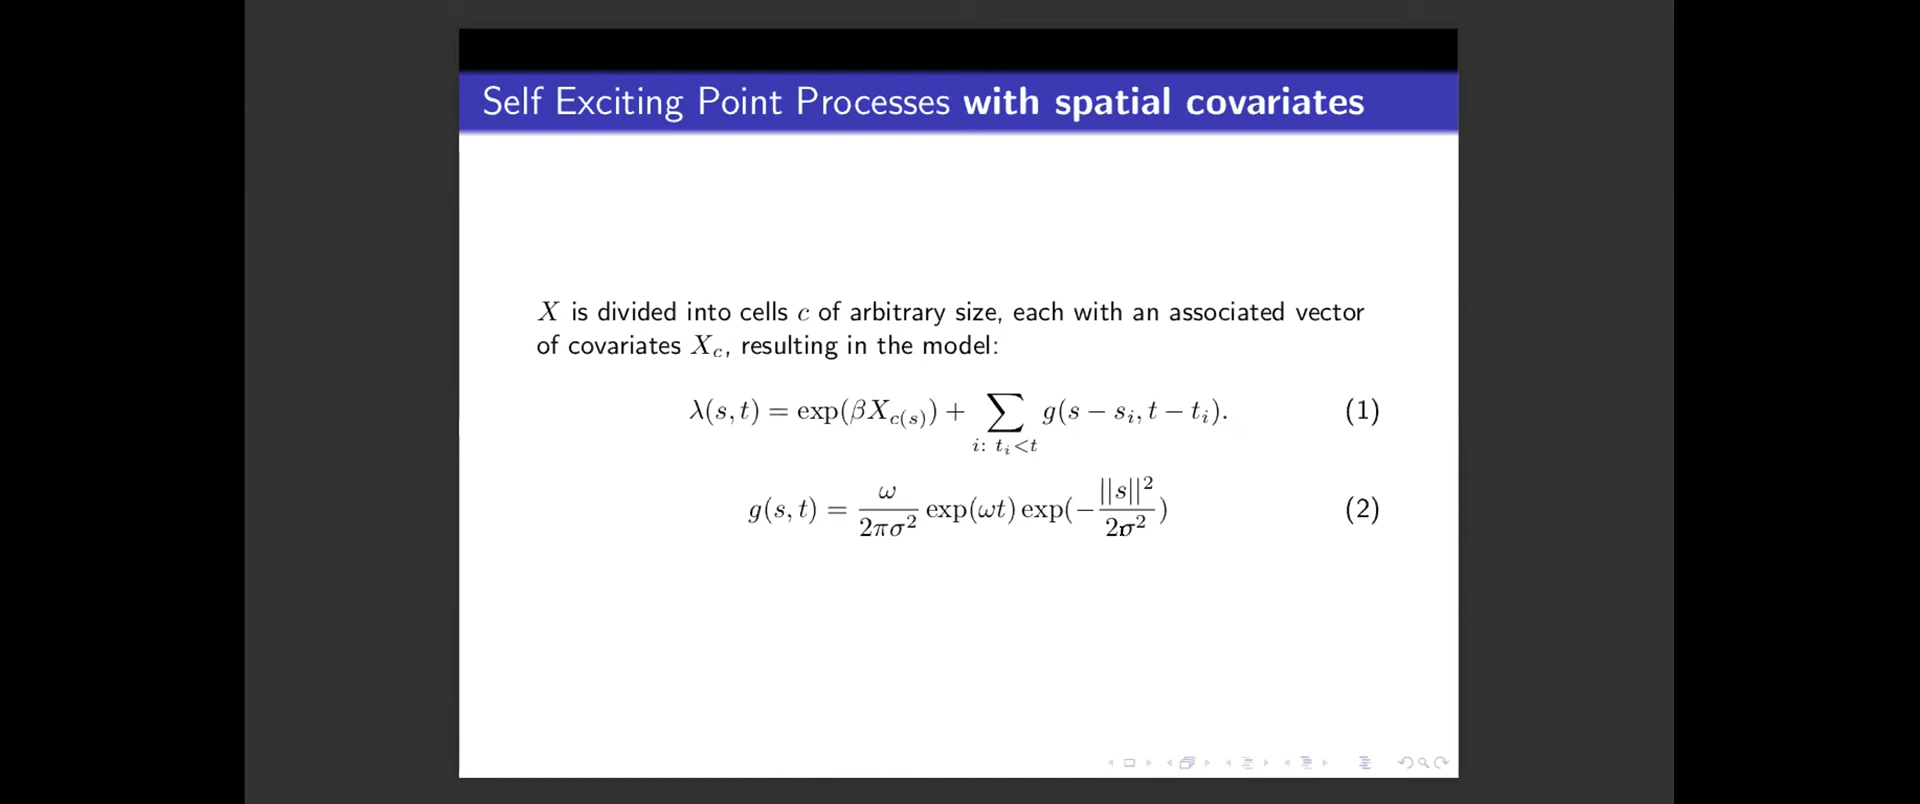 Self Exciting Point Processes with spatial covariates
X is divided into cells c of arbitrary size, each with an associated vector
of covariates X_c, resulting in the model:
λ(s, t) = exp(βX_{c(s)}) + ∑_{i: t_i<t} g(s − s_i, t − t_i). (1)
g(s, t) = \frac{ω}{2πσ^2} exp(ωt) exp(−\frac{||s||^2}{2σ^2}) (2)